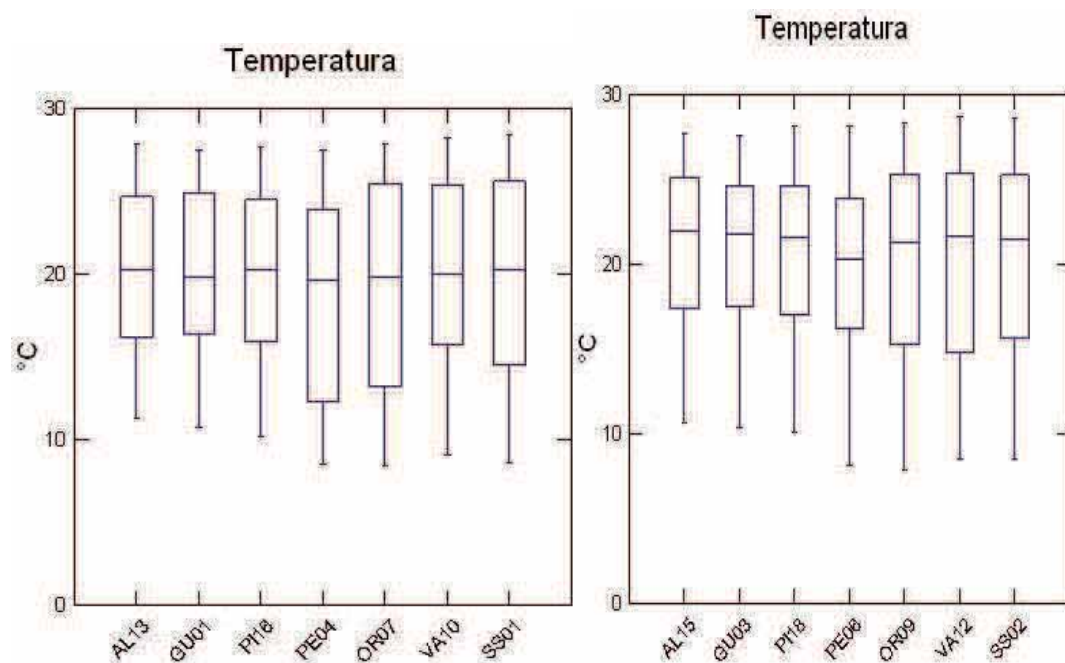 Temperatura
30
20
10
0
°C
AL13 GU01 PI16 PE04 OR07 VA10 SS01
Temperatura
30
20
10
0
°C
AL15 GU03 PI18 PE06 OR09 VA12 SS02